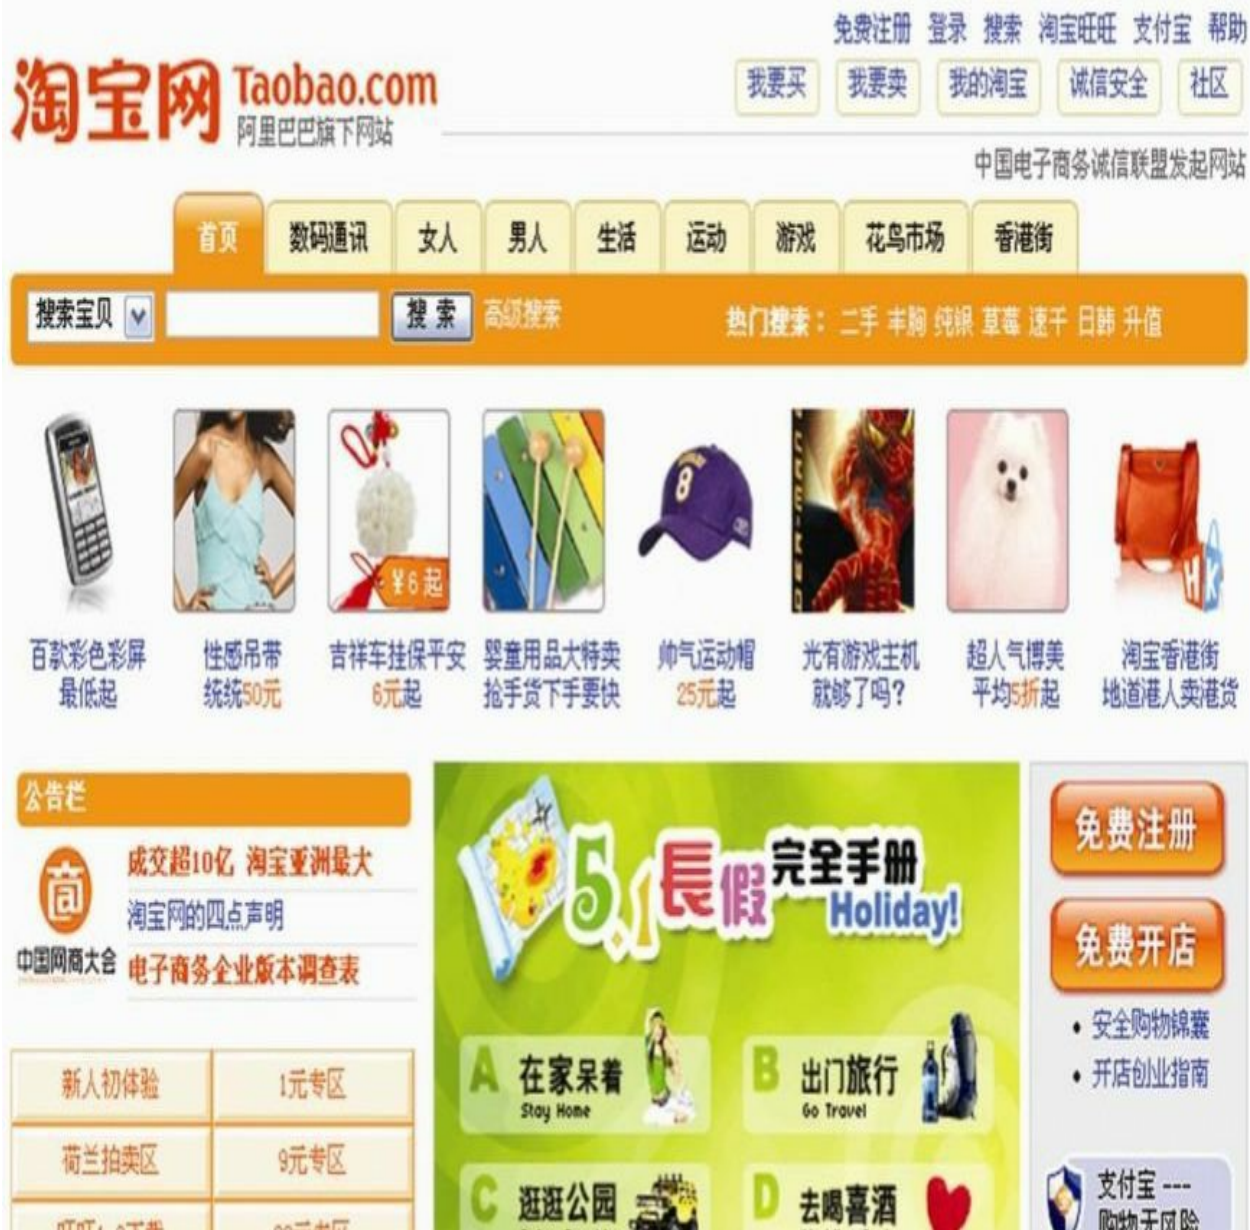 免费注册 登录 搜索 淘宝旺旺 支付宝 帮助
淘宝网 Taobao.com
阿里巴巴旗下网站
我要买 我要卖 我的淘宝 诚信安全 社区
中国电子商务诚信联盟发起网站
首页 数码通讯 女人 男人 生活 运动 游戏 花鸟市场 香港街
搜索宝贝 搜 索 高级搜索 热门搜索： 二手 丰胸 纯银 草莓 速干 日韩 升值
8
¥6起
HK
百款彩色彩屏 性感吊带 吉祥车挂保平安 婴童用品大特卖 帅气运动帽 光有游戏主机 超人气博美 淘宝香港街
最低起 统统50元 6元起 抢手货下手要快 25元起 就够了吗? 平均5折起 地道港人卖港货
公告栏
商
中国网商大会
成交超10亿 淘宝亚洲最大
淘宝网的四点声明
电子商务企业版本调查表
新人初体验 1元专区
荷兰拍卖区 9元专区
5.1長假完全手册
Holiday!
A 在家呆着
Stay Home
B 出门旅行
Go Travel
C 逛逛公园
D 去喝喜酒
免费注册
免费开店
• 安全购物锦囊
• 开店创业指南
支付宝 ---
购物无风险